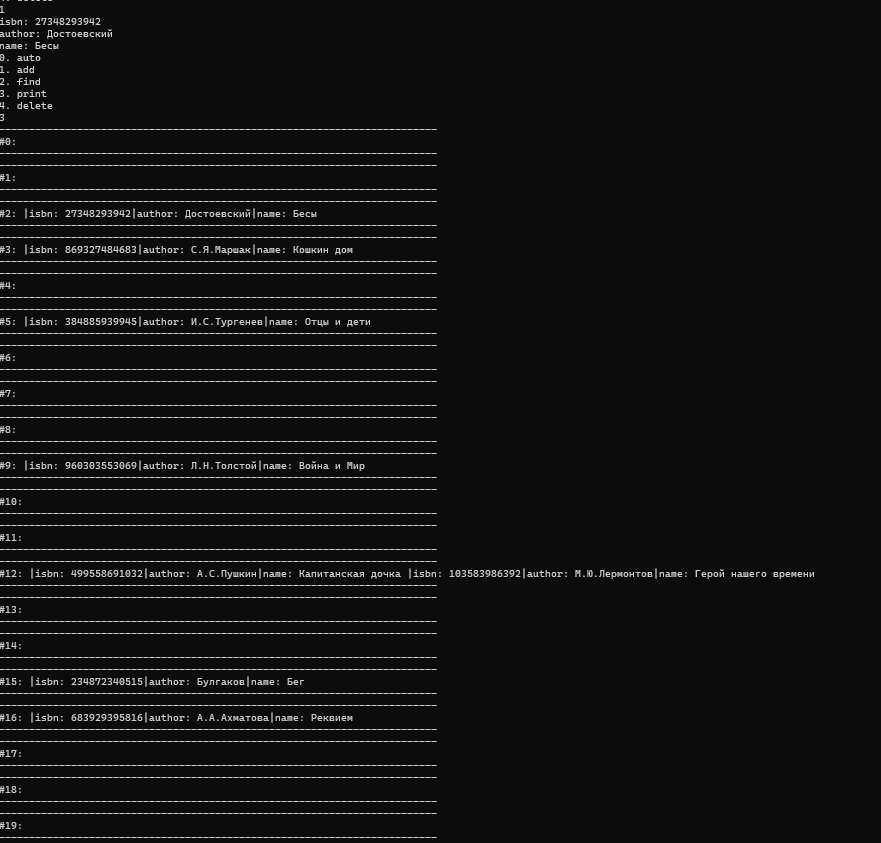 1
isbn: 27348293942
author: Достоевский
name: Бесы
0. auto
1. add
2. find
3. print
4. delete
3
#0:
#1:
#2: |isbn: 27348293942|author: Достоевский|name: Бесы
#3: |isbn: 869327484683|author: С.Я.Маршак|name: Кошкин дом
#4:
#5: |isbn: 384885939945|author: И.С.Тургенев|name: Отцы и дети
#6:
#7:
#8:
#9: |isbn: 960303553069|author: Л.Н.Толстой|name: Война и Мир
#10:
#11:
#12: |isbn: 499558691032|author: А.С.Пушкин|name: Капитанская дочка |isbn: 103583986392|author: М.Ю.Лермонтов|name: Герой нашего времени
#13:
#14:
#15: |isbn: 234872340515|author: Булгаков|name: Бег
#16: |isbn: 683929395816|author: А.А.Ахматова|name: Реквием
#17:
#18:
#19: